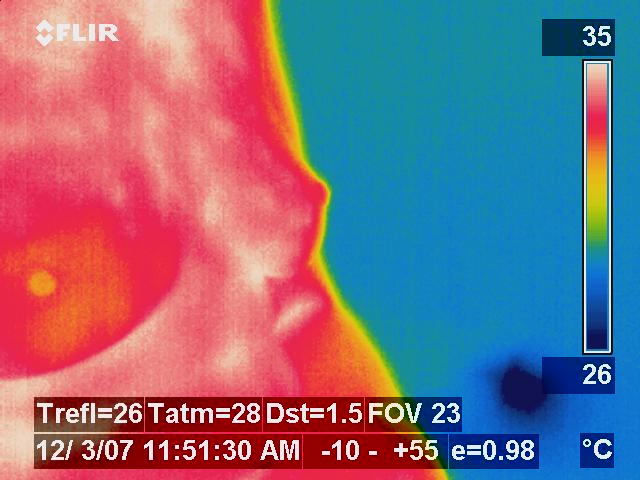 FLIR
35
26
Trefl=26 Tatm=28 Dst=1.5 FOV 23
12/ 3/07 11:51:30 AM -10 - +55 e=0.98 °C